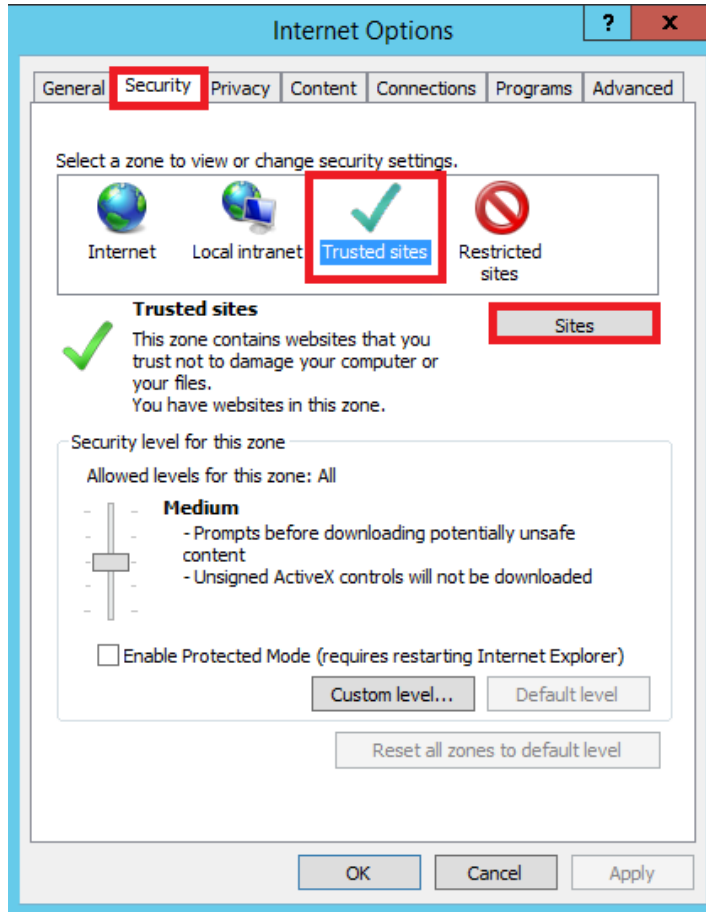 Internet Options
? x
General Security Privacy Content Connections Programs Advanced
Select a zone to view or change security settings.
Internet Local intranet Trusted sites Restricted
sites
Trusted sites
Sites
This zone contains websites that you
trust not to damage your computer or
your files.
You have websites in this zone.
Security level for this zone
Allowed levels for this zone: All
Medium
- Prompts before downloading potentially unsafe
content
- Unsigned ActiveX controls will not be downloaded
Enable Protected Mode (requires restarting Internet Explorer)
Custom level... Default level
Reset all zones to default level
OK Cancel Apply